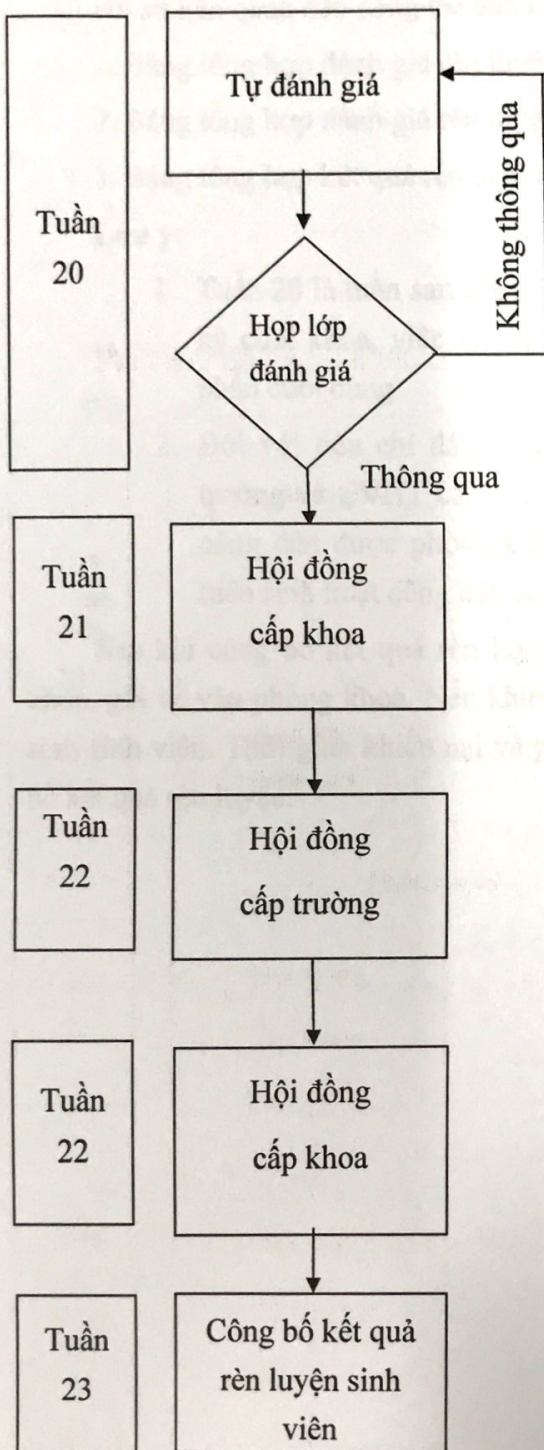 Tuần
20
Tự đánh giá
Không thông qua
Họp lớp
đánh giá
Thông qua
Tuần
21
Hội đồng
cấp khoa
Tuần
22
Hội đồng
cấp trường
Tuần
22
Hội đồng
cấp khoa
Tuần
23
Công bố kết quả
rèn luyện sinh
viên